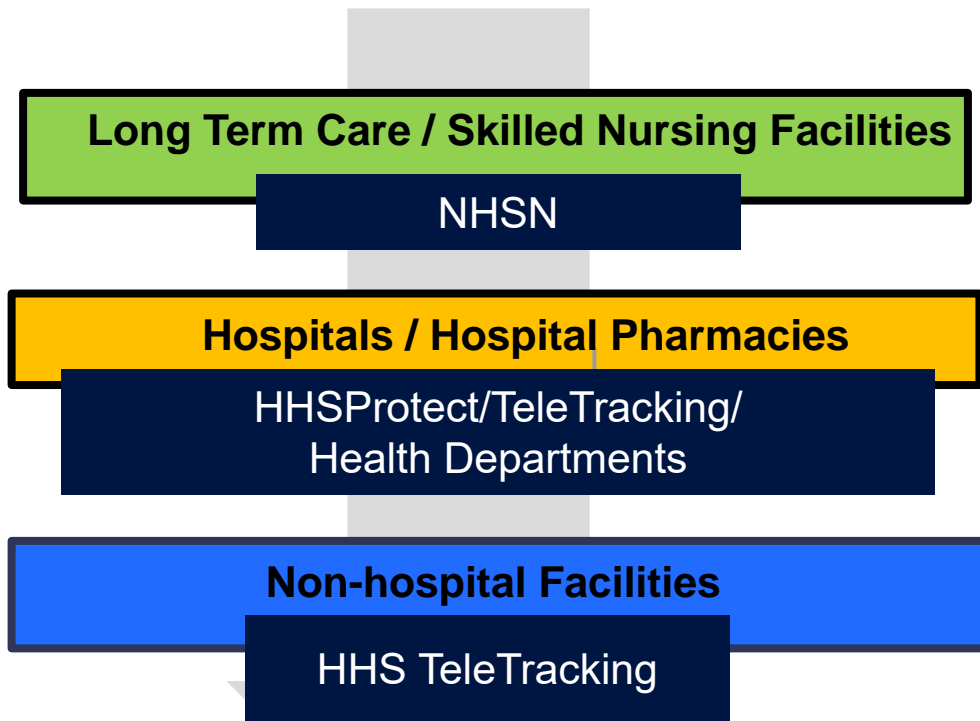 Long Term Care / Skilled Nursing Facilities
NHSN
Hospitals / Hospital Pharmacies
HHSProtect/TeleTracking/
Health Departments
Non-hospital Facilities
HHS TeleTracking